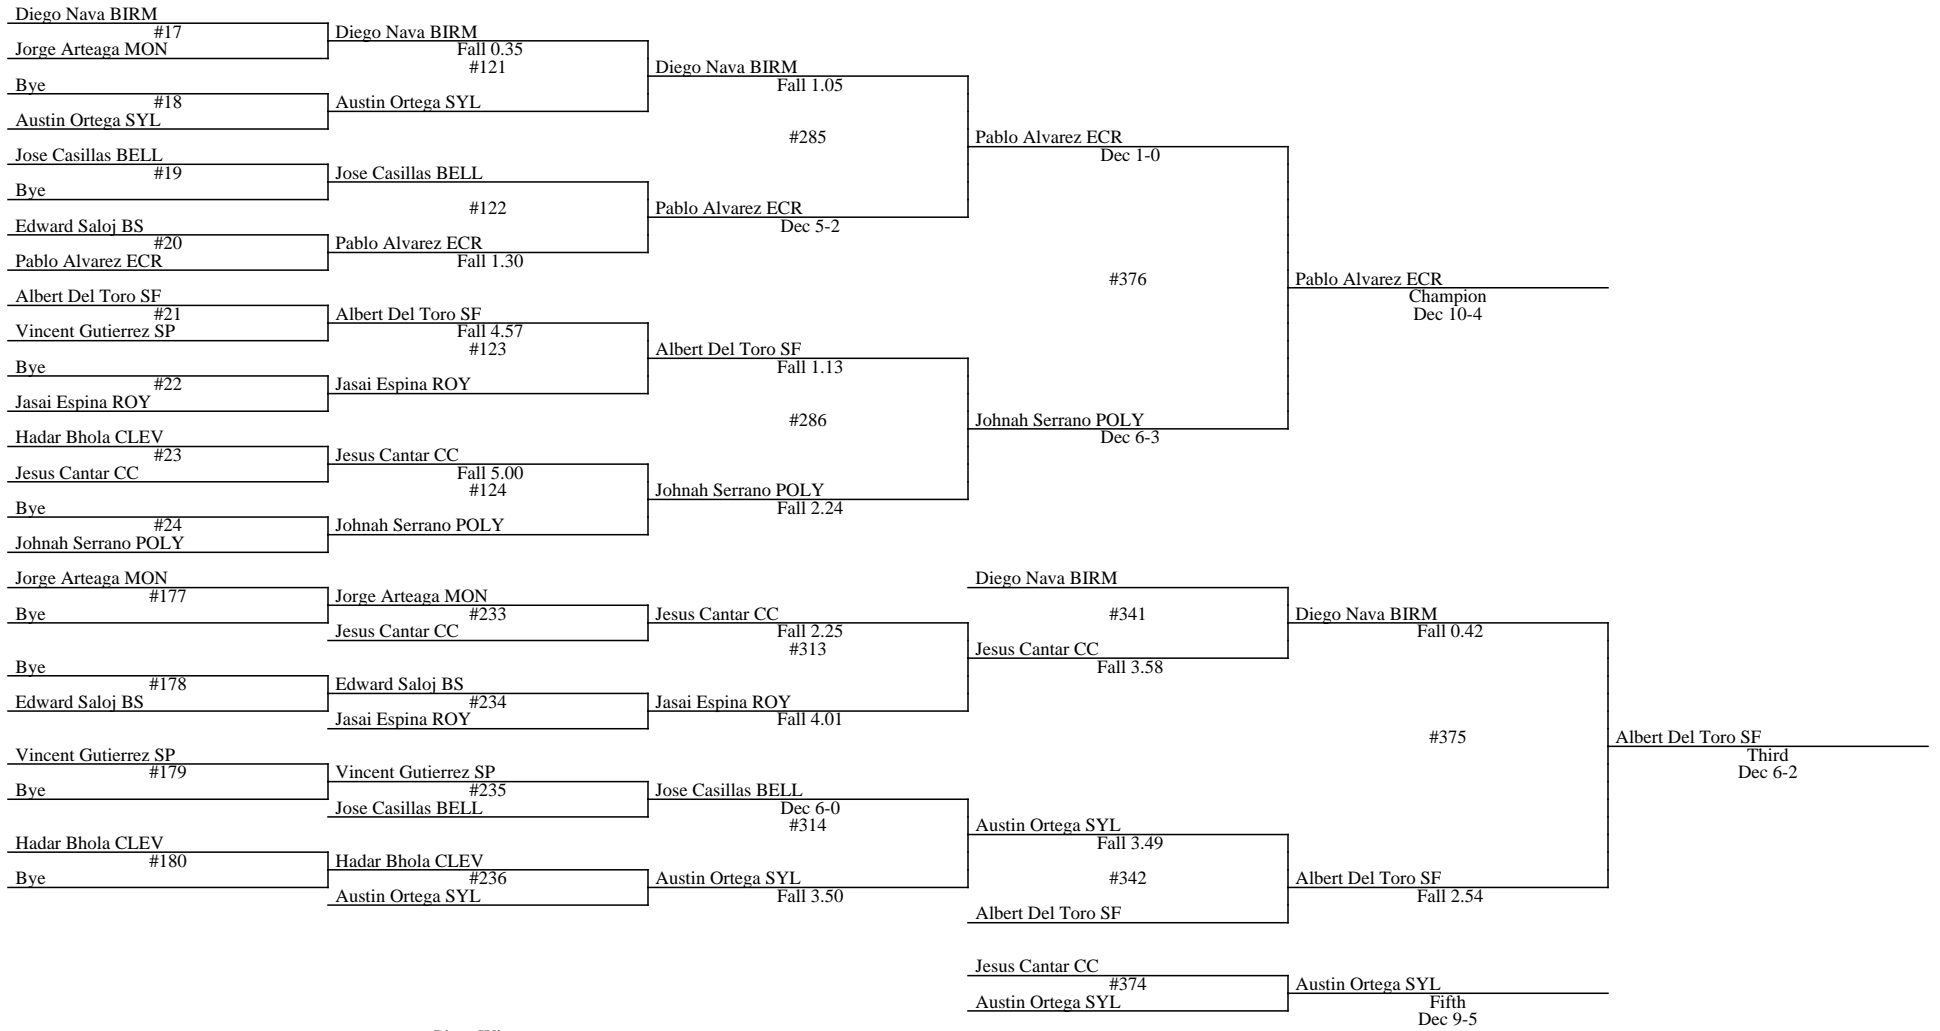 Diego Nava BIRM
#17
Jorge Arteaga MON
Bye
#18
Austin Ortega SYL
Jose Casillas BELL
#19
Bye
Edward Saloj BS
#20
Pablo Alvarez ECR
Albert Del Toro SF
#21
Vincent Gutierrez SP
Bye
#22
Jasai Espina ROY
Hadar Bhola CLEV
#23
Jesus Cantar CC
Bye
#24
Johnah Serrano POLY
Diego Nava BIRM
Fall 0.35
#121
Austin Ortega SYL
Jose Casillas BELL
#122
Pablo Alvarez ECR
Fall 1.30
Albert Del Toro SF
Fall 4.57
#123
Jasai Espina ROY
Jesus Cantar CC
Fall 5.00
#124
Johnah Serrano POLY
Diego Nava BIRM
Fall 1.05
#285
Pablo Alvarez ECR
Dec 5-2
Albert Del Toro SF
Fall 1.13
#286
Johnah Serrano POLY
Fall 2.24
Pablo Alvarez ECR
Dec 1-0
#376
Johnah Serrano POLY
Dec 6-3
Pablo Alvarez ECR
Champion
Dec 10-4
Jorge Arteaga MON
#177
Bye
Bye
#178
Edward Saloj BS
Vincent Gutierrez SP
#179
Bye
Hadar Bhola CLEV
#180
Bye
Jorge Arteaga MON
#233
Jesus Cantar CC
Edward Saloj BS
#234
Jasai Espina ROY
Vincent Gutierrez SP
#235
Jose Casillas BELL
Hadar Bhola CLEV
#236
Austin Ortega SYL
Jesus Cantar CC
Fall 2.25
#313
Jasai Espina ROY
Fall 4.01
Jose Casillas BELL
Dec 6-0
#314
Austin Ortega SYL
Fall 3.50
Diego Nava BIRM
#341
Jesus Cantar CC
Fall 3.58
Austin Ortega SYL
Fall 3.49
#342
Albert Del Toro SF
Diego Nava BIRM
Fall 0.42
#375
Albert Del Toro SF
Fall 2.54
Albert Del Toro SF
Third
Dec 6-2
Jesus Cantar CC
#374
Austin Ortega SYL
Austin Ortega SYL
Fifth
Dec 9-5